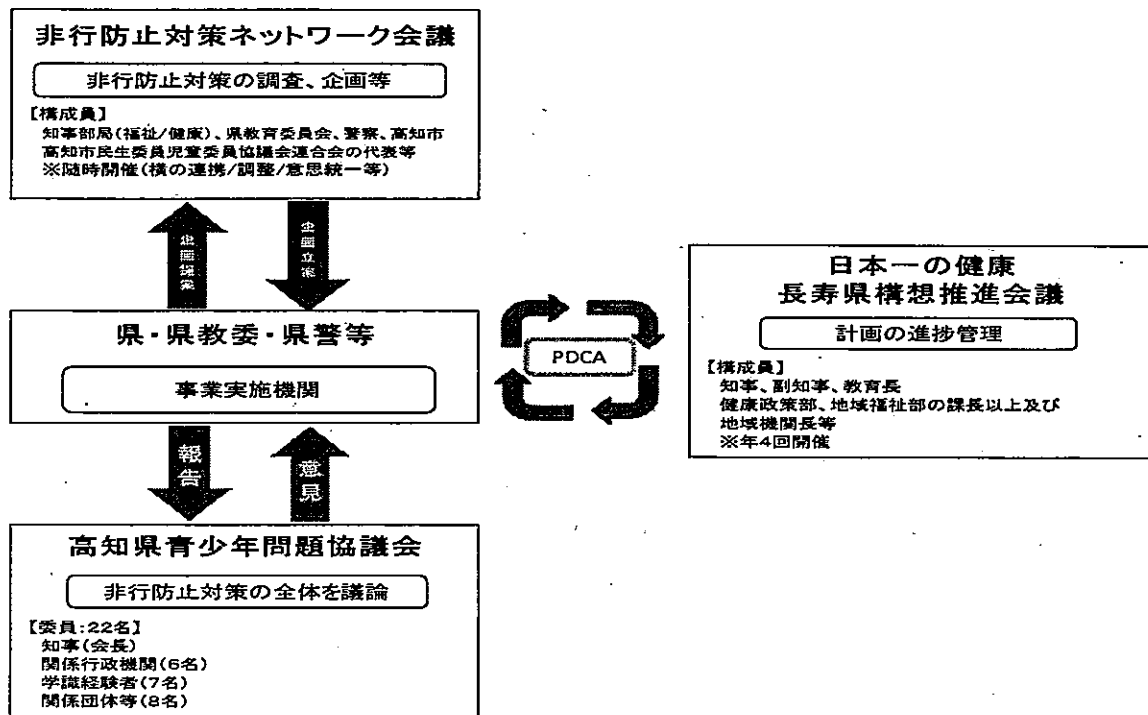 非行防止対策ネットワーク会議
非行防止対策の調査、企画等
【構成員】
知事部局(福祉/健康)、県教育委員会、警察、高知市
高知市民生委員児童委員協議会連合会の代表等
※随時開催(横の連携/調整/意思統一等)
企画提案
企画立案
県・県教委・県警等
事業実施機関
PDCA
日本一の健康
長寿県構想推進会議
計画の進捗管理
【構成員】
知事、副知事、教育長
健康政策部、地域福祉部の課長以上及び
地域機関長等
※年4回開催
報告
意見
高知県青少年問題協議会
非行防止対策の全体を議論
【委員:22名】
知事(会長)
関係行政機関(6名)
学識経験者(7名)
関係団体等(8名)